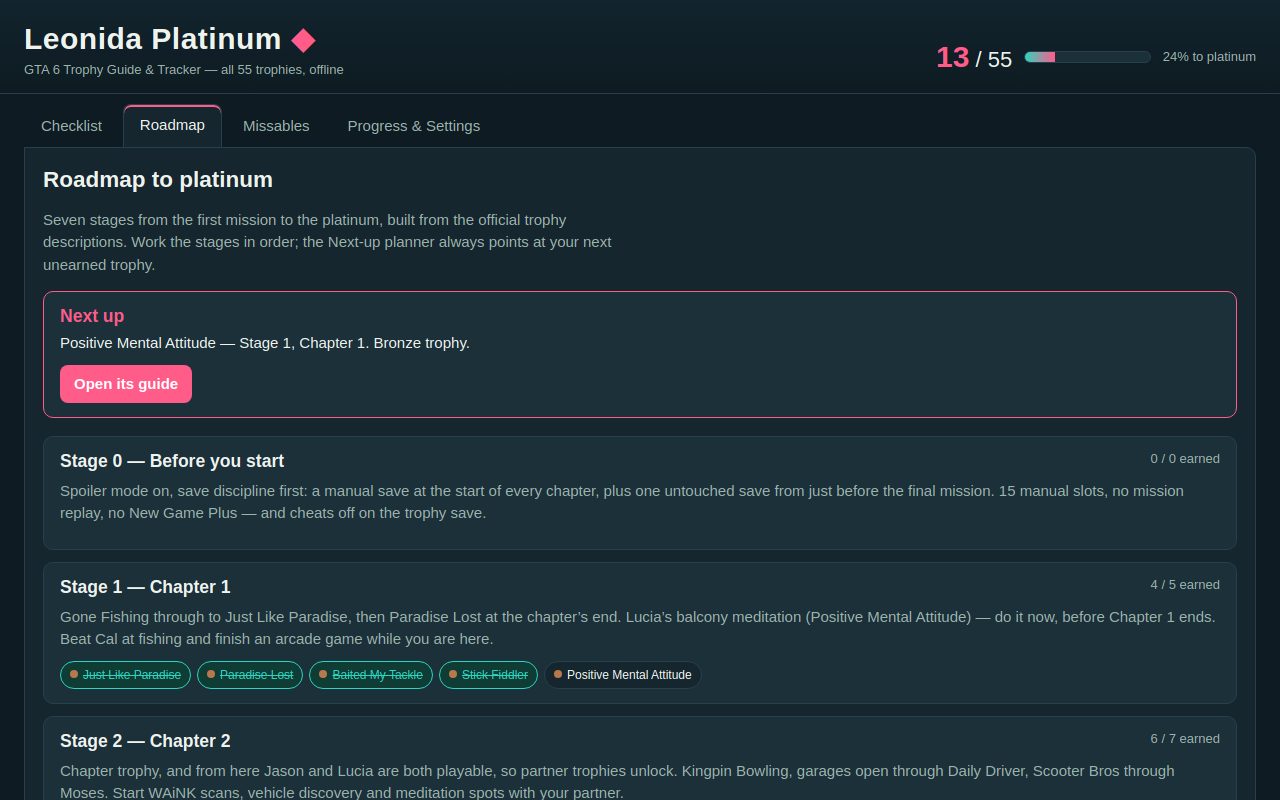 Leonida Platinum
GTA 6 Trophy Guide & Tracker — all 55 trophies, offline
13 / 55
24% to platinum
Checklist
Roadmap
Missables
Progress & Settings
Roadmap to platinum
Seven stages from the first mission to the platinum, built from the official trophy
descriptions. Work the stages in order; the Next-up planner always points at your next
unearned trophy.
Next up
Positive Mental Attitude — Stage 1, Chapter 1. Bronze trophy.
Open its guide
Stage 0 — Before you start
0 / 0 earned
Spoiler mode on, save discipline first: a manual save at the start of every chapter, plus one untouched save from just before the final mission. 15 manual slots, no mission
replay, no New Game Plus — and cheats off on the trophy save.
Stage 1 — Chapter 1
4 / 5 earned
Gone Fishing through to Just Like Paradise, then Paradise Lost at the chapter’s end. Lucia’s balcony meditation (Positive Mental Attitude) — do it now, before Chapter 1 ends.
Beat Cal at fishing and finish an arcade game while you are here.
Just Like Paradise
Paradise Lost
Baited My Tackle
Stick Fiddler
Positive Mental Attitude
Stage 2 — Chapter 2
6 / 7 earned
Chapter trophy, and from here Jason and Lucia are both playable, so partner trophies unlock. Kingpin Bowling, garages open through Daily Driver, Scooter Bros through
Moses. Start WAiNK scans, vehicle discovery and meditation spots with your partner.